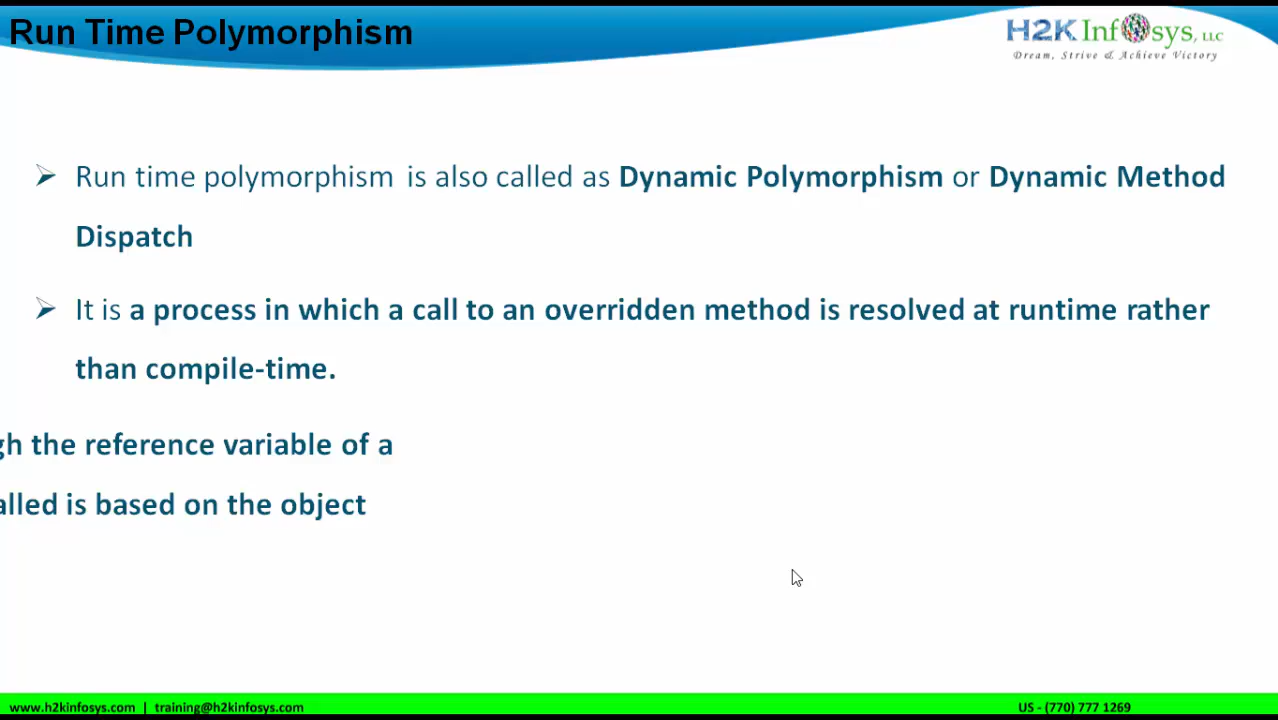 Run Time Polymorphism
H2K Infosys, LLC
Dream, Strive & Achieve Victory
Run time polymorphism is also called as Dynamic Polymorphism or Dynamic Method
Dispatch
It is a process in which a call to an overridden method is resolved at runtime rather
than compile-time.
gh the reference variable of a
alled is based on the object
www.h2kinfosys.com | training@h2kinfosys.com
US - (770) 777 1269